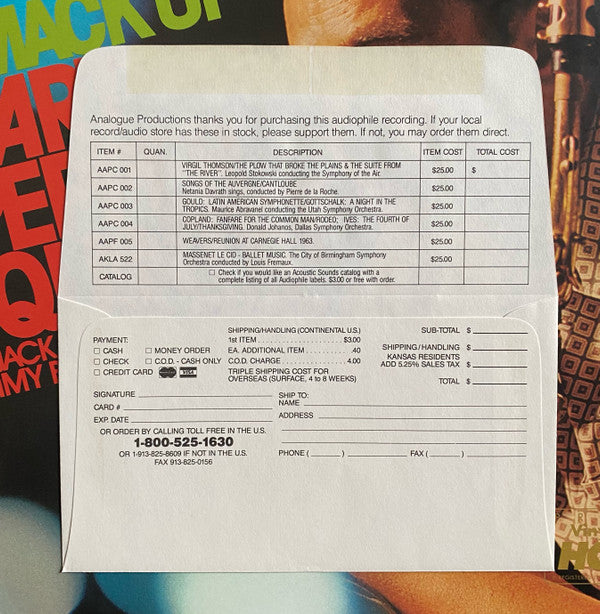 MACK UP
AR
PEP
QU
MACK
MMY
Analogue Productions thanks you for purchasing this audiophile recording. If your local
record/audio store has these in stock, please support them. If not, you may order them direct.
ITEM # QUAN. DESCRIPTION ITEM COST TOTAL COST
AAPC 001 VIRGIL THOMSON/THE PLOW THAT BROKE THE PLAINS & THE SUITE FROM
"THE RIVER". Leopold Stokowski conducting the Symphony of the Air. $25.00 $
AAPC 002 SONGS OF THE AUVERGNE/CANTLOUBE
Netania Davrath sings, conducted by Pierre de la Roche. $25.00
AAPC 003 GOULD: LATIN AMERICAN SYMPHONETTE/GOTTSCHALK: A NIGHT IN THE
TROPICS. Maurice Abravanel conducting the Utah Symphony Orchestra. $25.00
AAPC 004 COPLAND: FANFARE FOR THE COMMON MAN/RODEO; IVES: THE FOURTH OF
JULY/THANKSGIVING. Donald Johanos, Dallas Symphony Orchestra. $25.00
AAPF 005 WEAVERS/REUNION AT CARNEGIE HALL 1963. $25.00
AKLA 522 MASSENET LE CID - BALLET MUSIC. The City of Birmingham Symphony
Orchestra conducted by Louis Fremaux. $25.00
CATALOG ☐ Check if you would like an Acoustic Sounds catalog with a
complete listing of all Audiophile labels. $3.00 or free with order.
PAYMENT:
☐ CASH ☐ MONEY ORDER
☐ CHECK ☐ C.O.D. - CASH ONLY
☐ CREDIT CARD MasterCard VISA
SHIPPING/HANDLING (CONTINENTAL U.S.)
1st ITEM . . . . . . . . . . . . . . . . . . $3.00
EA. ADDITIONAL ITEM . . . . . . . . .40
C.O.D. CHARGE . . . . . . . . . . . . . . 4.00
TRIPLE SHIPPING COST FOR
OVERSEAS (SURFACE, 4 to 8 WEEKS)
SUB-TOTAL $
SHIPPING/HANDLING $
KANSAS RESIDENTS
ADD 5.25% SALES TAX $
TOTAL $
SIGNATURE
CARD #
EXP. DATE
OR ORDER BY CALLING TOLL FREE IN THE U.S.
1-800-525-1630
OR 1-913-825-8609 IF NOT IN THE U.S.
FAX 913-825-0156
SHIP TO:
NAME
ADDRESS
PHONE ( ) FAX ( )